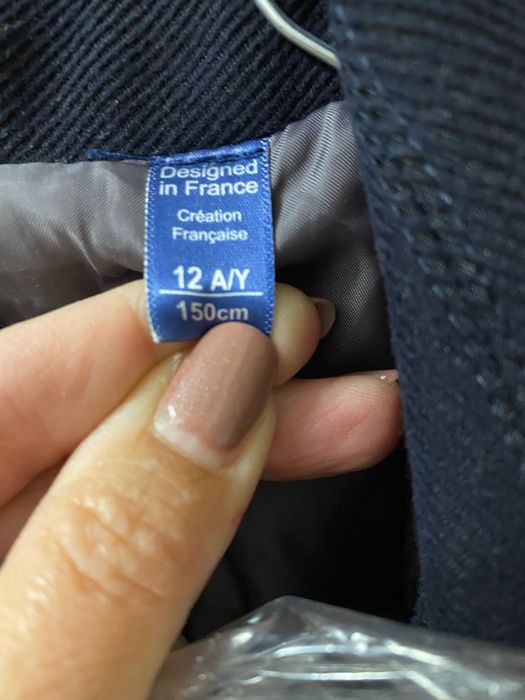 Designed
in France
Création
Française
12 A/Y
150cm